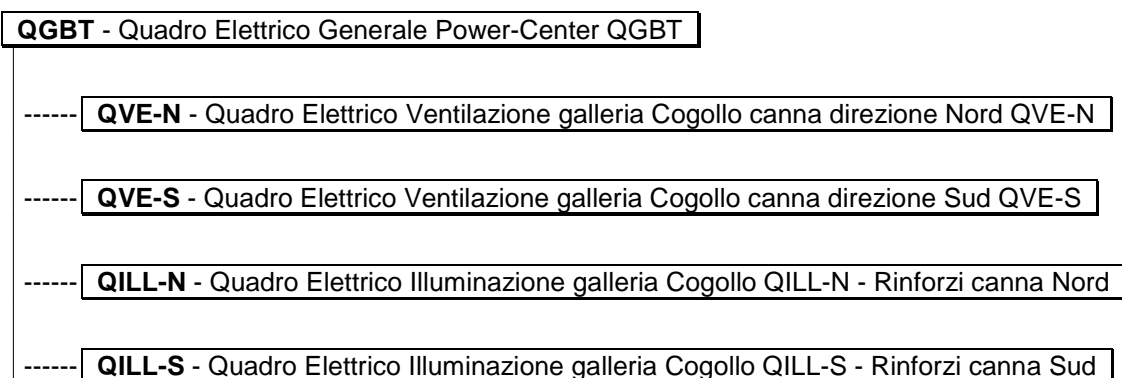 QGBT - Quadro Elettrico Generale Power-Center QGBT
------ QVE-N - Quadro Elettrico Ventilazione galleria Cogollo canna direzione Nord QVE-N
------ QVE-S - Quadro Elettrico Ventilazione galleria Cogollo canna direzione Sud QVE-S
------ QILL-N - Quadro Elettrico Illuminazione galleria Cogollo QILL-N - Rinforzi canna Nord
------ QILL-S - Quadro Elettrico Illuminazione galleria Cogollo QILL-S - Rinforzi canna Sud